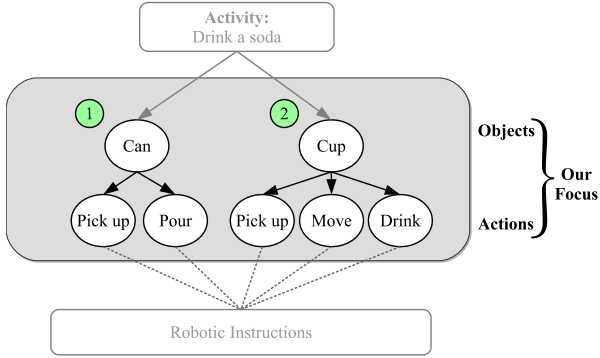 Activity:
Drink a soda
1
2
Can
Cup
Objects
Our
Focus
Pick up
Pour
Pick up
Move
Drink
Actions
Robotic Instructions